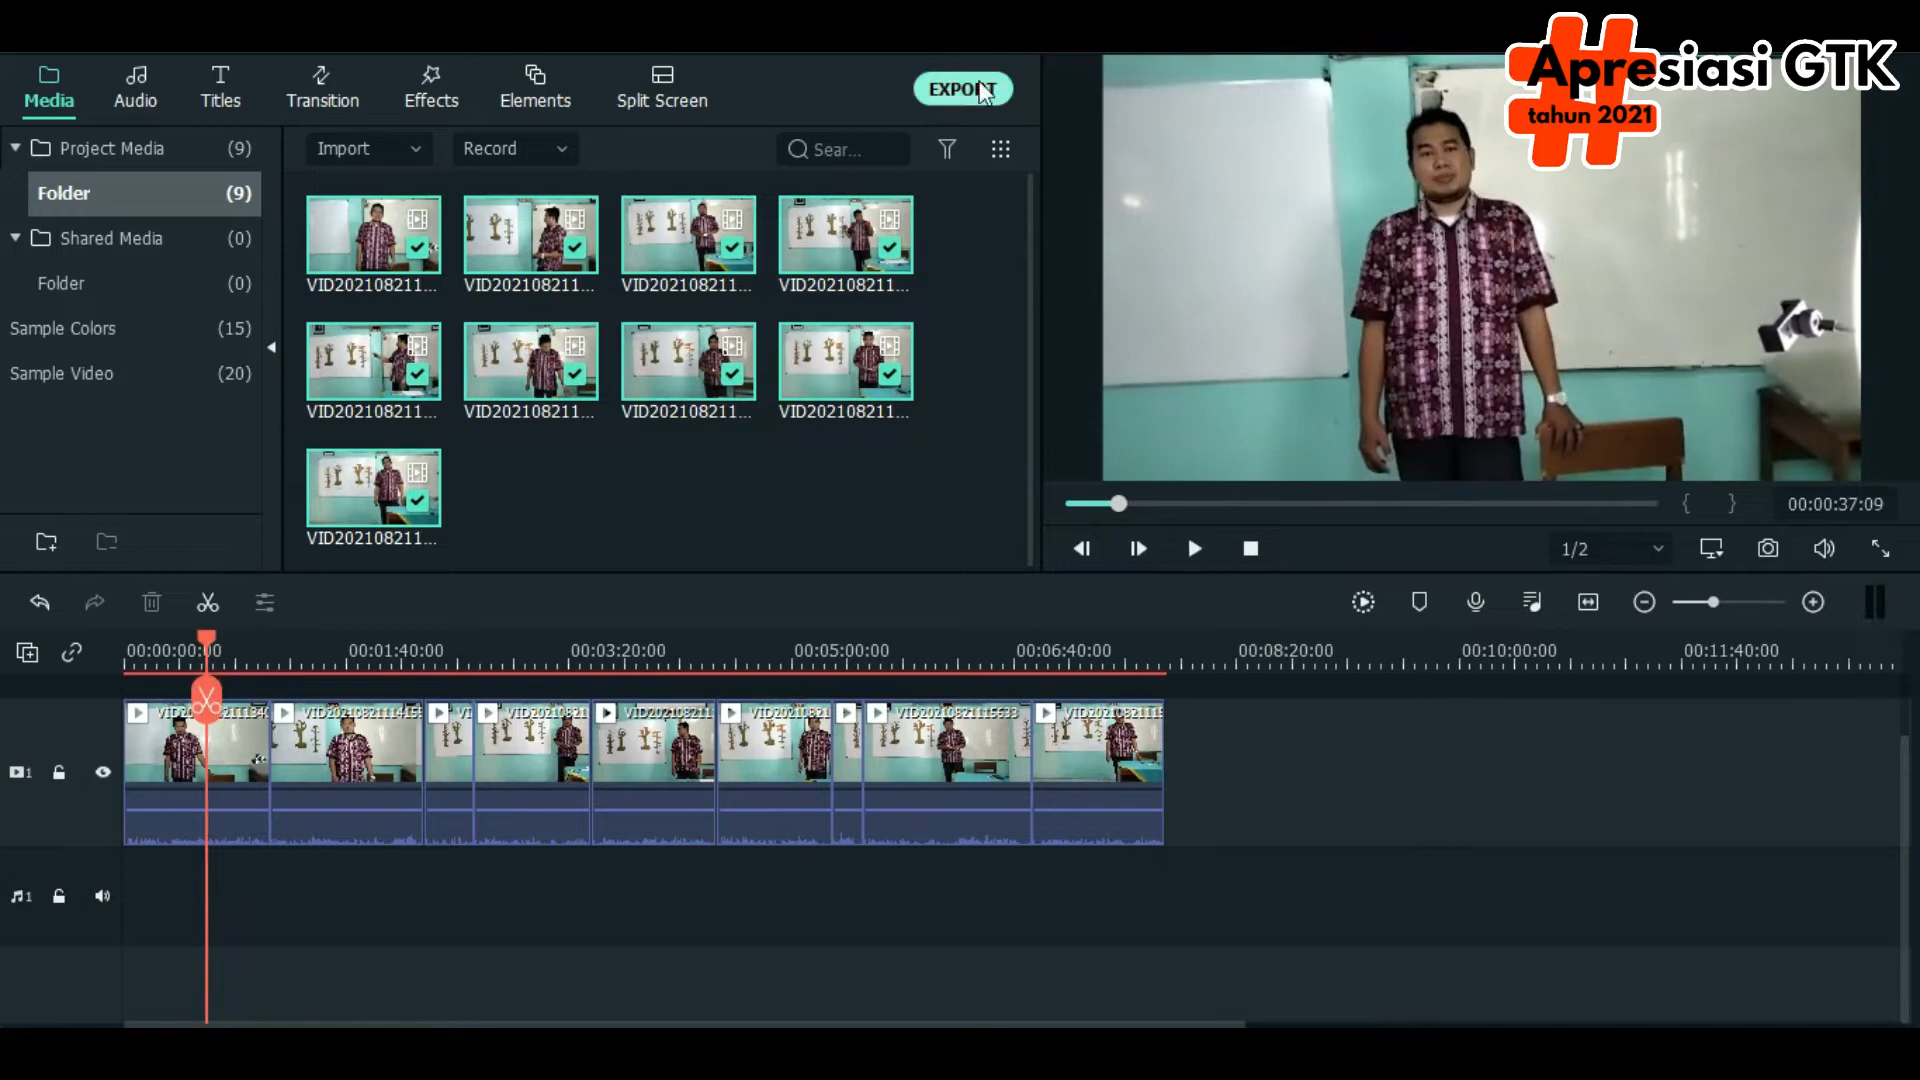 #Apresiasi GTK
tahun 2021
Media
Audio
Titles
Transition
Effects
Elements
Split Screen
EXPORT
Project Media (9)
Folder (9)
Shared Media (0)
Folder (0)
Sample Colors (15)
Sample Video (20)
Import
Record
Sear...
VID202108211...
VID202108211...
VID202108211...
VID202108211...
VID202108211...
VID202108211...
VID202108211...
VID202108211...
VID202108211...
{ } 00:00:37:09
1/2
00:00:00:00
00:01:40:00
00:03:20:00
00:05:00:00
00:06:40:00
00:08:20:00
00:10:00:00
00:11:40:00
VID20210821115633
1
1